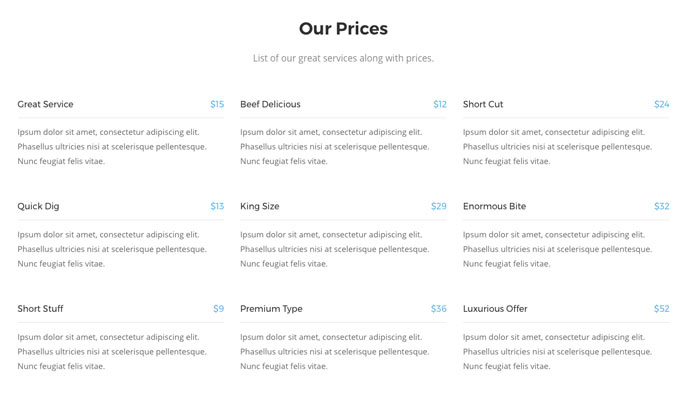 Our Prices
List of our great services along with prices.
Great Service $15
Ipsum dolor sit amet, consectetur adipiscing elit.
Phasellus ultricies nisi at scelerisque pellentesque.
Nunc feugiat felis vitae.
Beef Delicious $12
Ipsum dolor sit amet, consectetur adipiscing elit.
Phasellus ultricies nisi at scelerisque pellentesque.
Nunc feugiat felis vitae.
Short Cut $24
Ipsum dolor sit amet, consectetur adipiscing elit.
Phasellus ultricies nisi at scelerisque pellentesque.
Nunc feugiat felis vitae.
Quick Dig $13
Ipsum dolor sit amet, consectetur adipiscing elit.
Phasellus ultricies nisi at scelerisque pellentesque.
Nunc feugiat felis vitae.
King Size $29
Ipsum dolor sit amet, consectetur adipiscing elit.
Phasellus ultricies nisi at scelerisque pellentesque.
Nunc feugiat felis vitae.
Enormous Bite $32
Ipsum dolor sit amet, consectetur adipiscing elit.
Phasellus ultricies nisi at scelerisque pellentesque.
Nunc feugiat felis vitae.
Short Stuff $9
Ipsum dolor sit amet, consectetur adipiscing elit.
Phasellus ultricies nisi at scelerisque pellentesque.
Nunc feugiat felis vitae.
Premium Type $36
Ipsum dolor sit amet, consectetur adipiscing elit.
Phasellus ultricies nisi at scelerisque pellentesque.
Nunc feugiat felis vitae.
Luxurious Offer $52
Ipsum dolor sit amet, consectetur adipiscing elit.
Phasellus ultricies nisi at scelerisque pellentesque.
Nunc feugiat felis vitae.